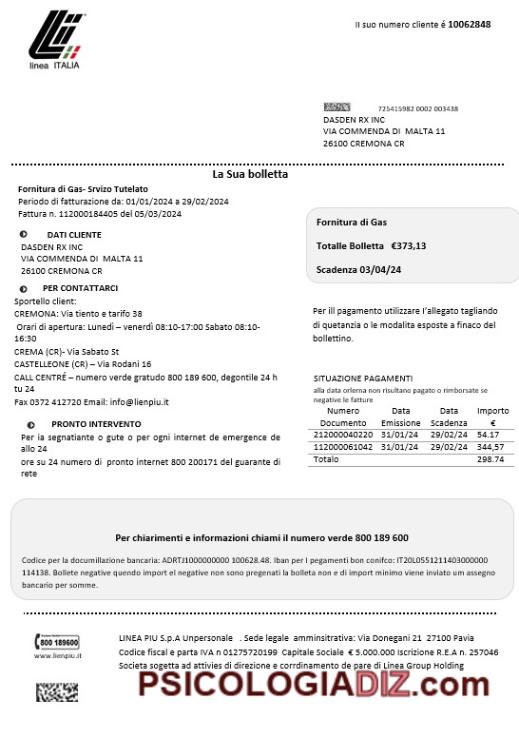 linea ITALIA
Il suo numero cliente é 10062848
725415982 0002 003438
DASDEN RX INC
VIA COMMENDA DI MALTA 11
26100 CREMONA CR
La Sua bolletta
Fornitura di Gas- Srvizo Tutelato
Periodo di fatturazione da: 01/01/2024 a 29/02/2024
Fattura n. 112000184405 del 05/03/2024
DATI CLIENTE
DASDEN RX INC
VIA COMMENDA DI MALTA 11
26100 CREMONA CR
PER CONTATTARCI
Sportello client:
CREMONA: Via tiento e tarifo 38
Orari di apertura: Lunedì – venerdì 08:10-17:00 Sabato 08:10-
16:30
CREMA (CR)- Via Sabato St
CASTELLEONE (CR) – Via Rodani 16
CALL CENTRÉ – numero verde gratudo 800 189 600, degontile 24 h
tu 24
Fax 0372 412720 Email: info@lienpiu.it
PRONTO INTERVENTO
Per ia segnatiante o gute o per ogni internet de emergence de
allo 24
ore su 24 numero di pronto internet 800 200171 del guarante di
rete
Fornitura di Gas
Totalle Bolletta €373,13
Scadenza 03/04/24
Per ill pagamento utilizzare l’allegato tagliando
di quetanzia o le modalita esposte a finaco del
bollettino.
SITUAZIONE PAGAMENTI
alla data orlema non risultano pagato o rimborsate se
negative le fatture
Numero Data Data Importo
Documento Emissione Scadenza €
212000040220 31/01/24 29/02/24 54.17
112000061042 31/01/24 29/02/24 344,57
Totalo 298.74
Per chiarimenti e informazioni chiami il numero verde 800 189 600
Codice per la documillazione bancaria: ADRTJ1000000000 100628.48. Iban per I pegamenti bon conifco: IT20L0551211403000000
114138. Bollete negative quendo import el negative non sono pregenati la bolleta non e di import minimo viene inviato um assegno
bancario per somme.
800 189600
www.lienpiu.it
LINEA PIU S.p.A Unpersonale . Sede legale amminsitrativa: Via Donegani 21 27100 Pavia
Codice fiscal e parta IVA n 01275720199 Capitale Sociale € 5.000.000 Iscrizione R.E.A n. 257046
Societa sogetta ad attivies di direzione e corrdinamento de pare di Linea Group Holding
PSICOLOGIADIZ.com